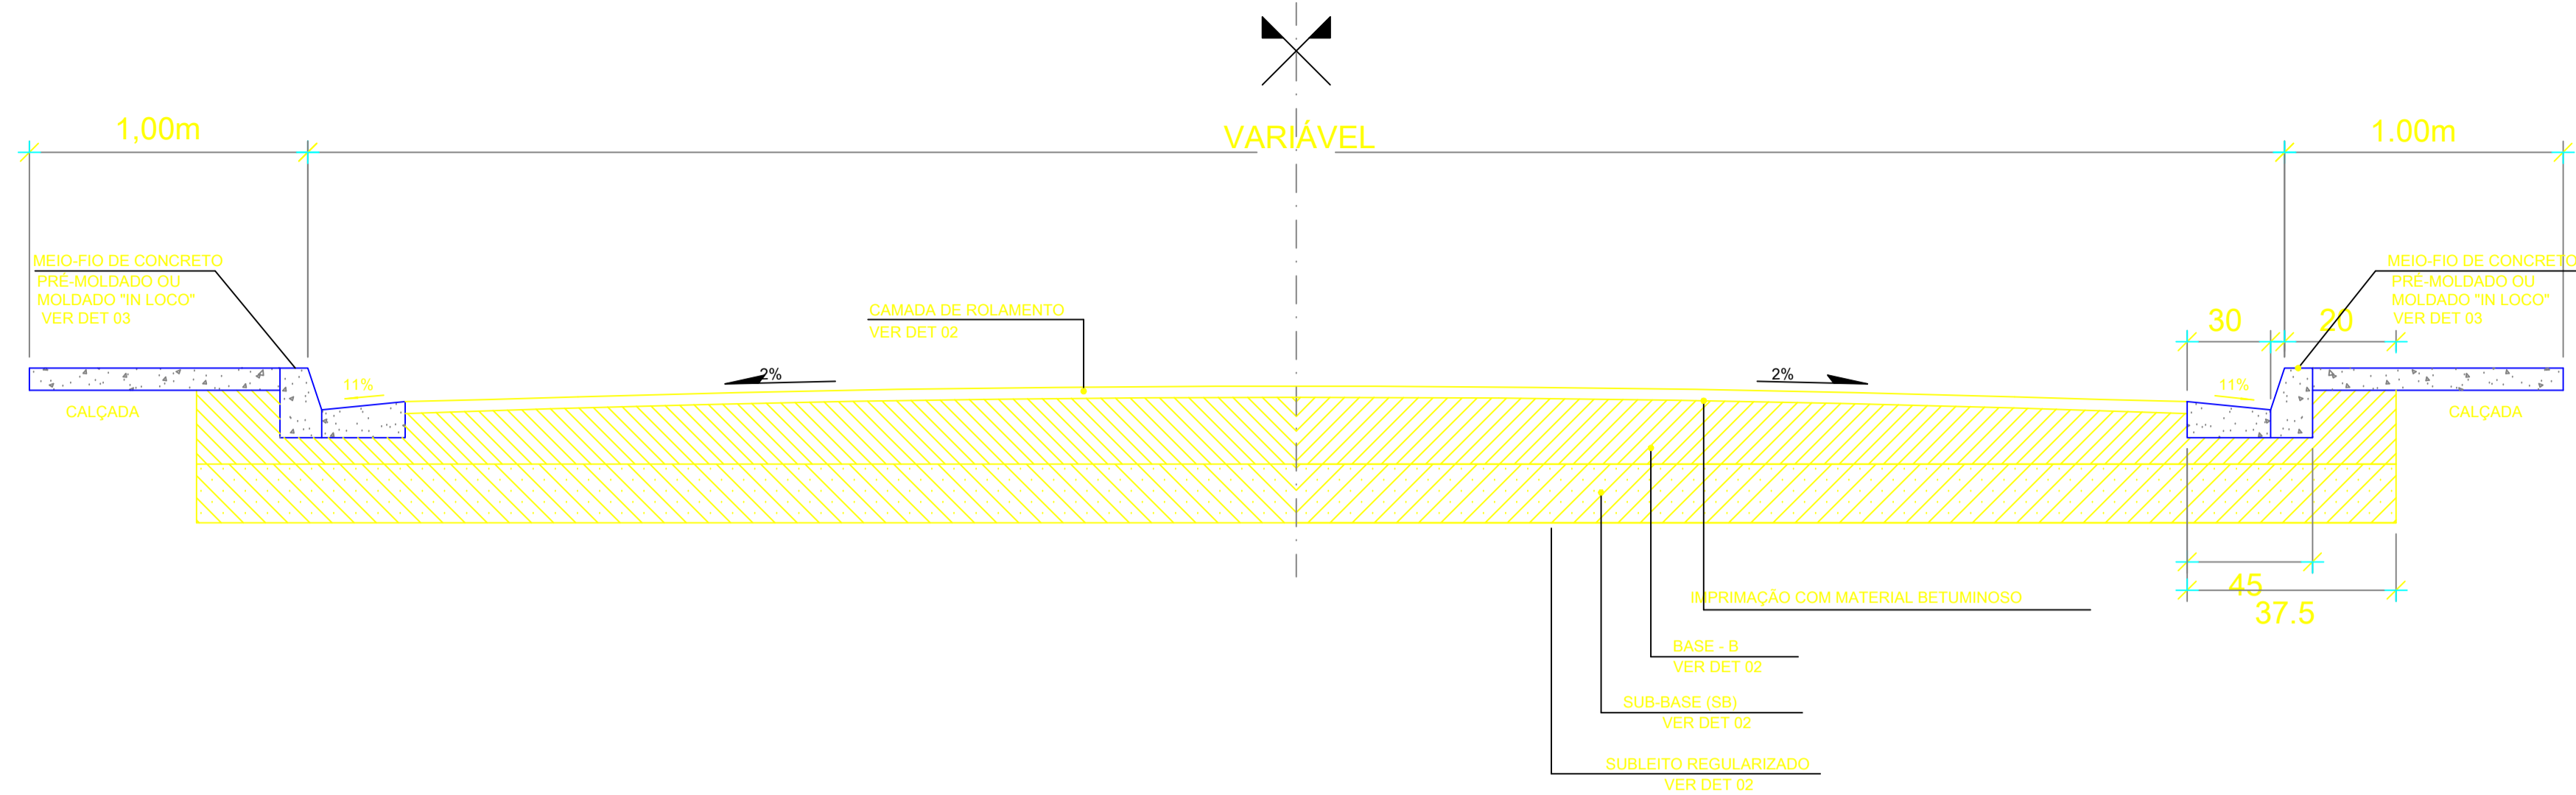 1,00m
VARIÁVEL
1.00m
MEIO-FIO DE CONCRETO
PRÉ-MOLDADO OU
MOLDADO "IN LOCO"
VER DET 03
CAMADA DE ROLAMENTO
VER DET 02
MEIO-FIO DE CONCRETO
PRÉ-MOLDADO OU
MOLDADO "IN LOCO"
VER DET 03
30
20
11%
2%
2%
11%
CALÇADA
CALÇADA
45
37.5
IMPRIMAÇÃO COM MATERIAL BETUMINOSO
BASE - B
VER DET 02
SUB-BASE (SB)
VER DET 02
SUBLEITO REGULARIZADO
VER DET 02